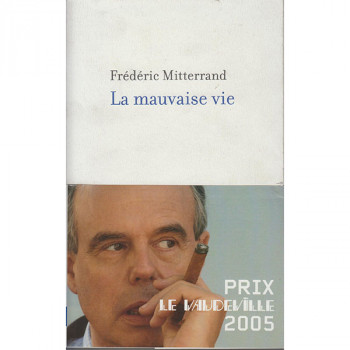 Frédéric Mitterrand
La mauvaise vie
PRIX
LE VAUDEVILLE
2005